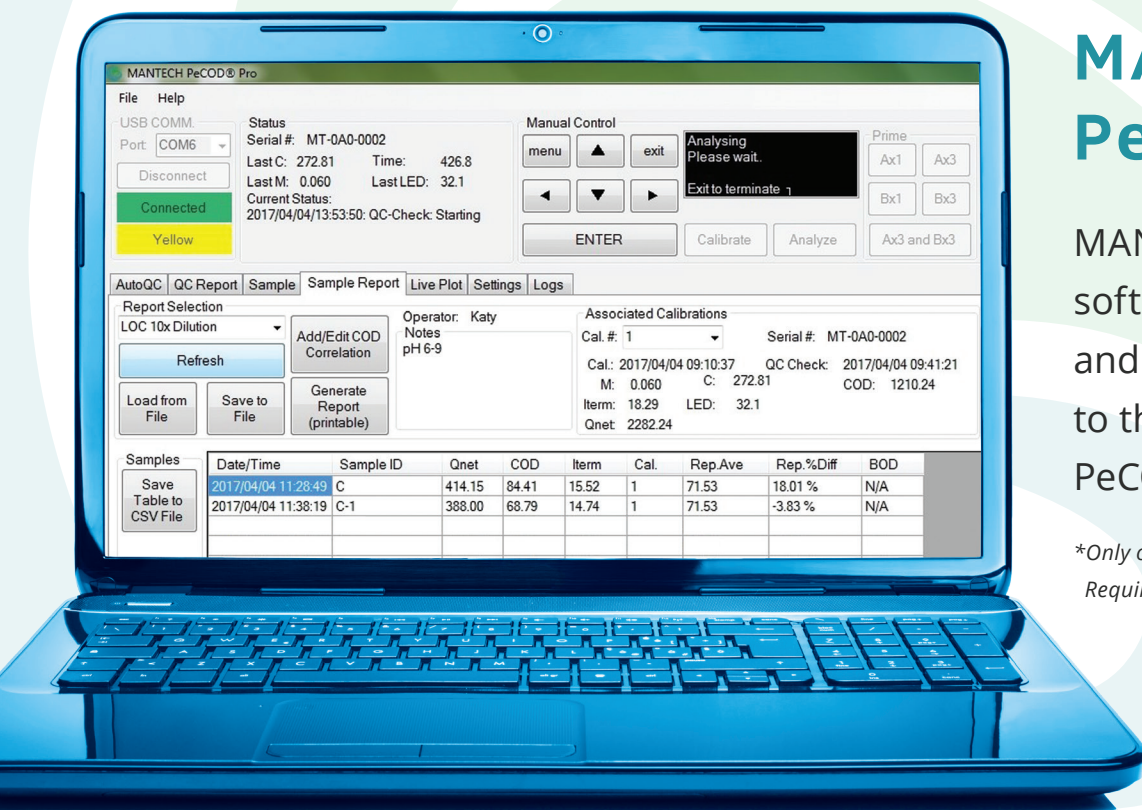 MANTECH PeCOD® Pro
File Help
USB COMM.
Port: COM6
Disconnect
Connected
Yellow
Status
Serial #: MT-0A0-0002
Last C: 272.81 Time: 426.8
Last M: 0.060 Last LED: 32.1
Current Status:
2017/04/04/13:53:50: QC-Check: Starting
Manual Control
menu exit
ENTER
Analysing
Please wait..
Exit to terminate
Calibrate Analyze
Prime
Ax1 Ax3
Bx1 Bx3
Ax3 and Bx3
AutoQC QC Report Sample Sample Report Live Plot Settings Logs
Report Selection
LOC 10x Dilution
Refresh
Load from
File
Save to
File
Add/Edit COD
Correlation
Generate
Report
(printable)
Operator: Katy
Notes
pH 6-9
Associated Calibrations
Cal. #: 1 Serial #: MT-0A0-0002
Cal.: 2017/04/04 09:10:37 QC Check: 2017/04/04 09:41:21
M: 0.060 C: 272.81 COD: 1210.24
Iterm: 18.29 LED: 32.1
Qnet: 2282.24
Samples
Save
Table to
CSV File
Date/Time Sample ID Qnet COD Iterm Cal. Rep.Ave Rep.%Diff BOD
2017/04/04 11:28:49 C 414.15 84.41 15.52 1 71.53 18.01 % N/A
2017/04/04 11:38:19 C-1 388.00 68.79 14.74 1 71.53 -3.83 % N/A
MA
Pe
MAN
soft
and
to th
PeC
*Only
Requi